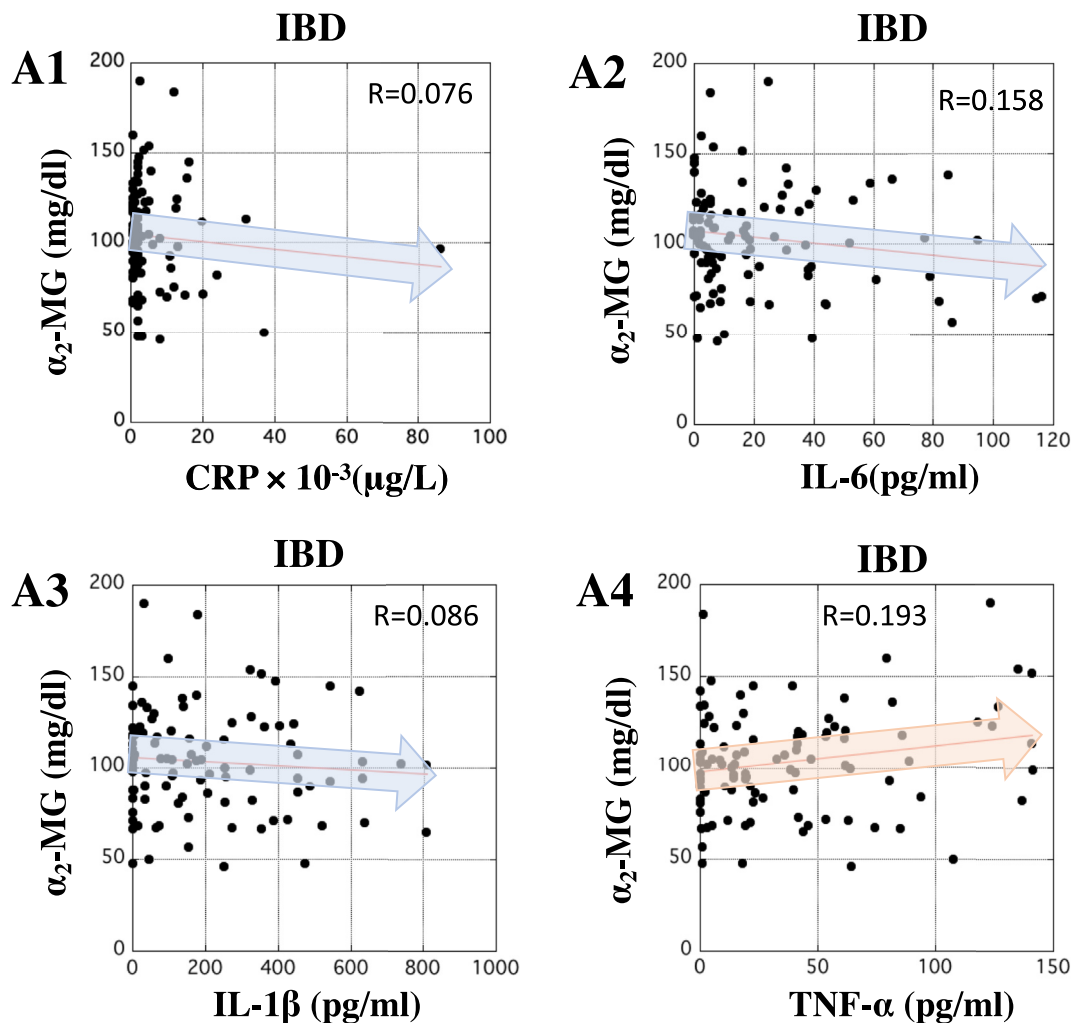 IBD
A1
R=0.076
α₂-MG (mg/dl)
200
150
100
50
0
0 20 40 60 80 100
CRP × 10⁻³(μg/L)
IBD
A2
R=0.158
α₂-MG (mg/dl)
200
150
100
50
0
0 20 40 60 80 100 120
IL-6(pg/ml)
IBD
A3
R=0.086
α₂-MG (mg/dl)
200
150
100
50
0
0 200 400 600 800 1000
IL-1β (pg/ml)
IBD
A4
R=0.193
α₂-MG (mg/dl)
200
150
100
50
0
0 50 100 150
TNF-α (pg/ml)